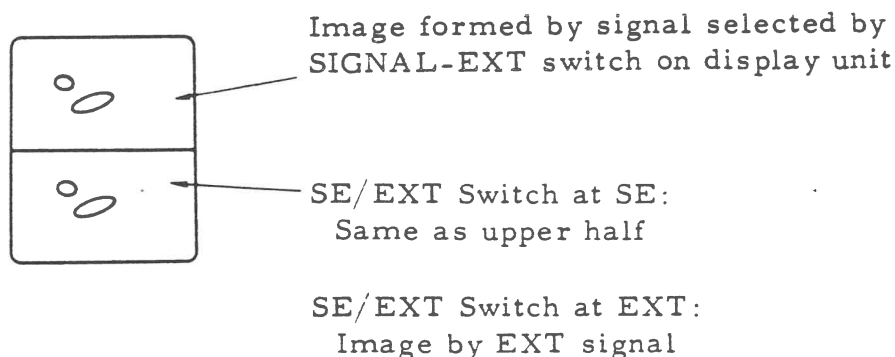 Image formed by signal selected by
SIGNAL-EXT switch on display unit
SE/EXT Switch at SE:
Same as upper half
SE/EXT Switch at EXT:
Image by EXT signal